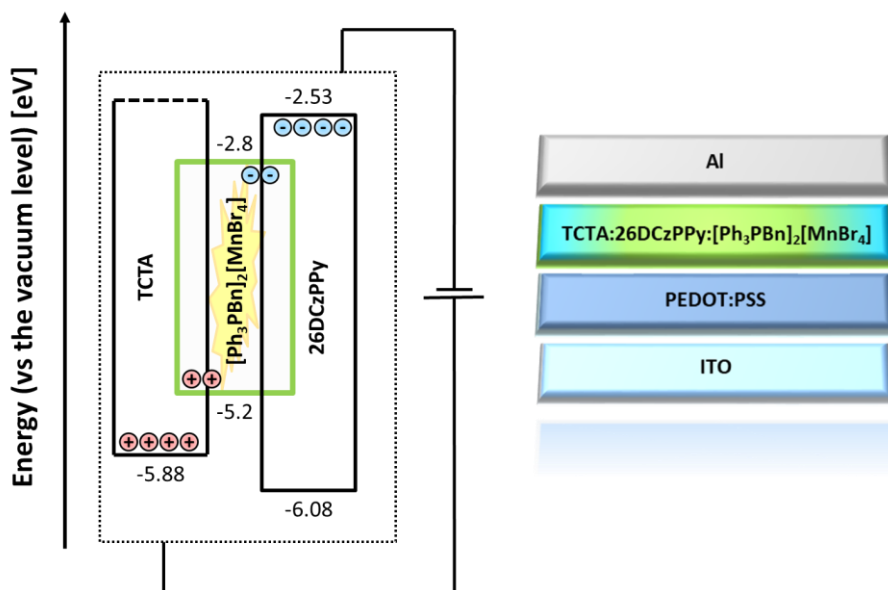 Energy (vs the vacuum level) [eV]
-2.53
-2.8
TCTA
[Ph₃PBn]₂[MnBr₄]
26DCzPPy
-5.2
-5.88
-6.08
- - - -
- -
+ +
+ + + +
Al
TCTA:26DCzPPy:[Ph₃PBn]₂[MnBr₄]
PEDOT:PSS
ITO